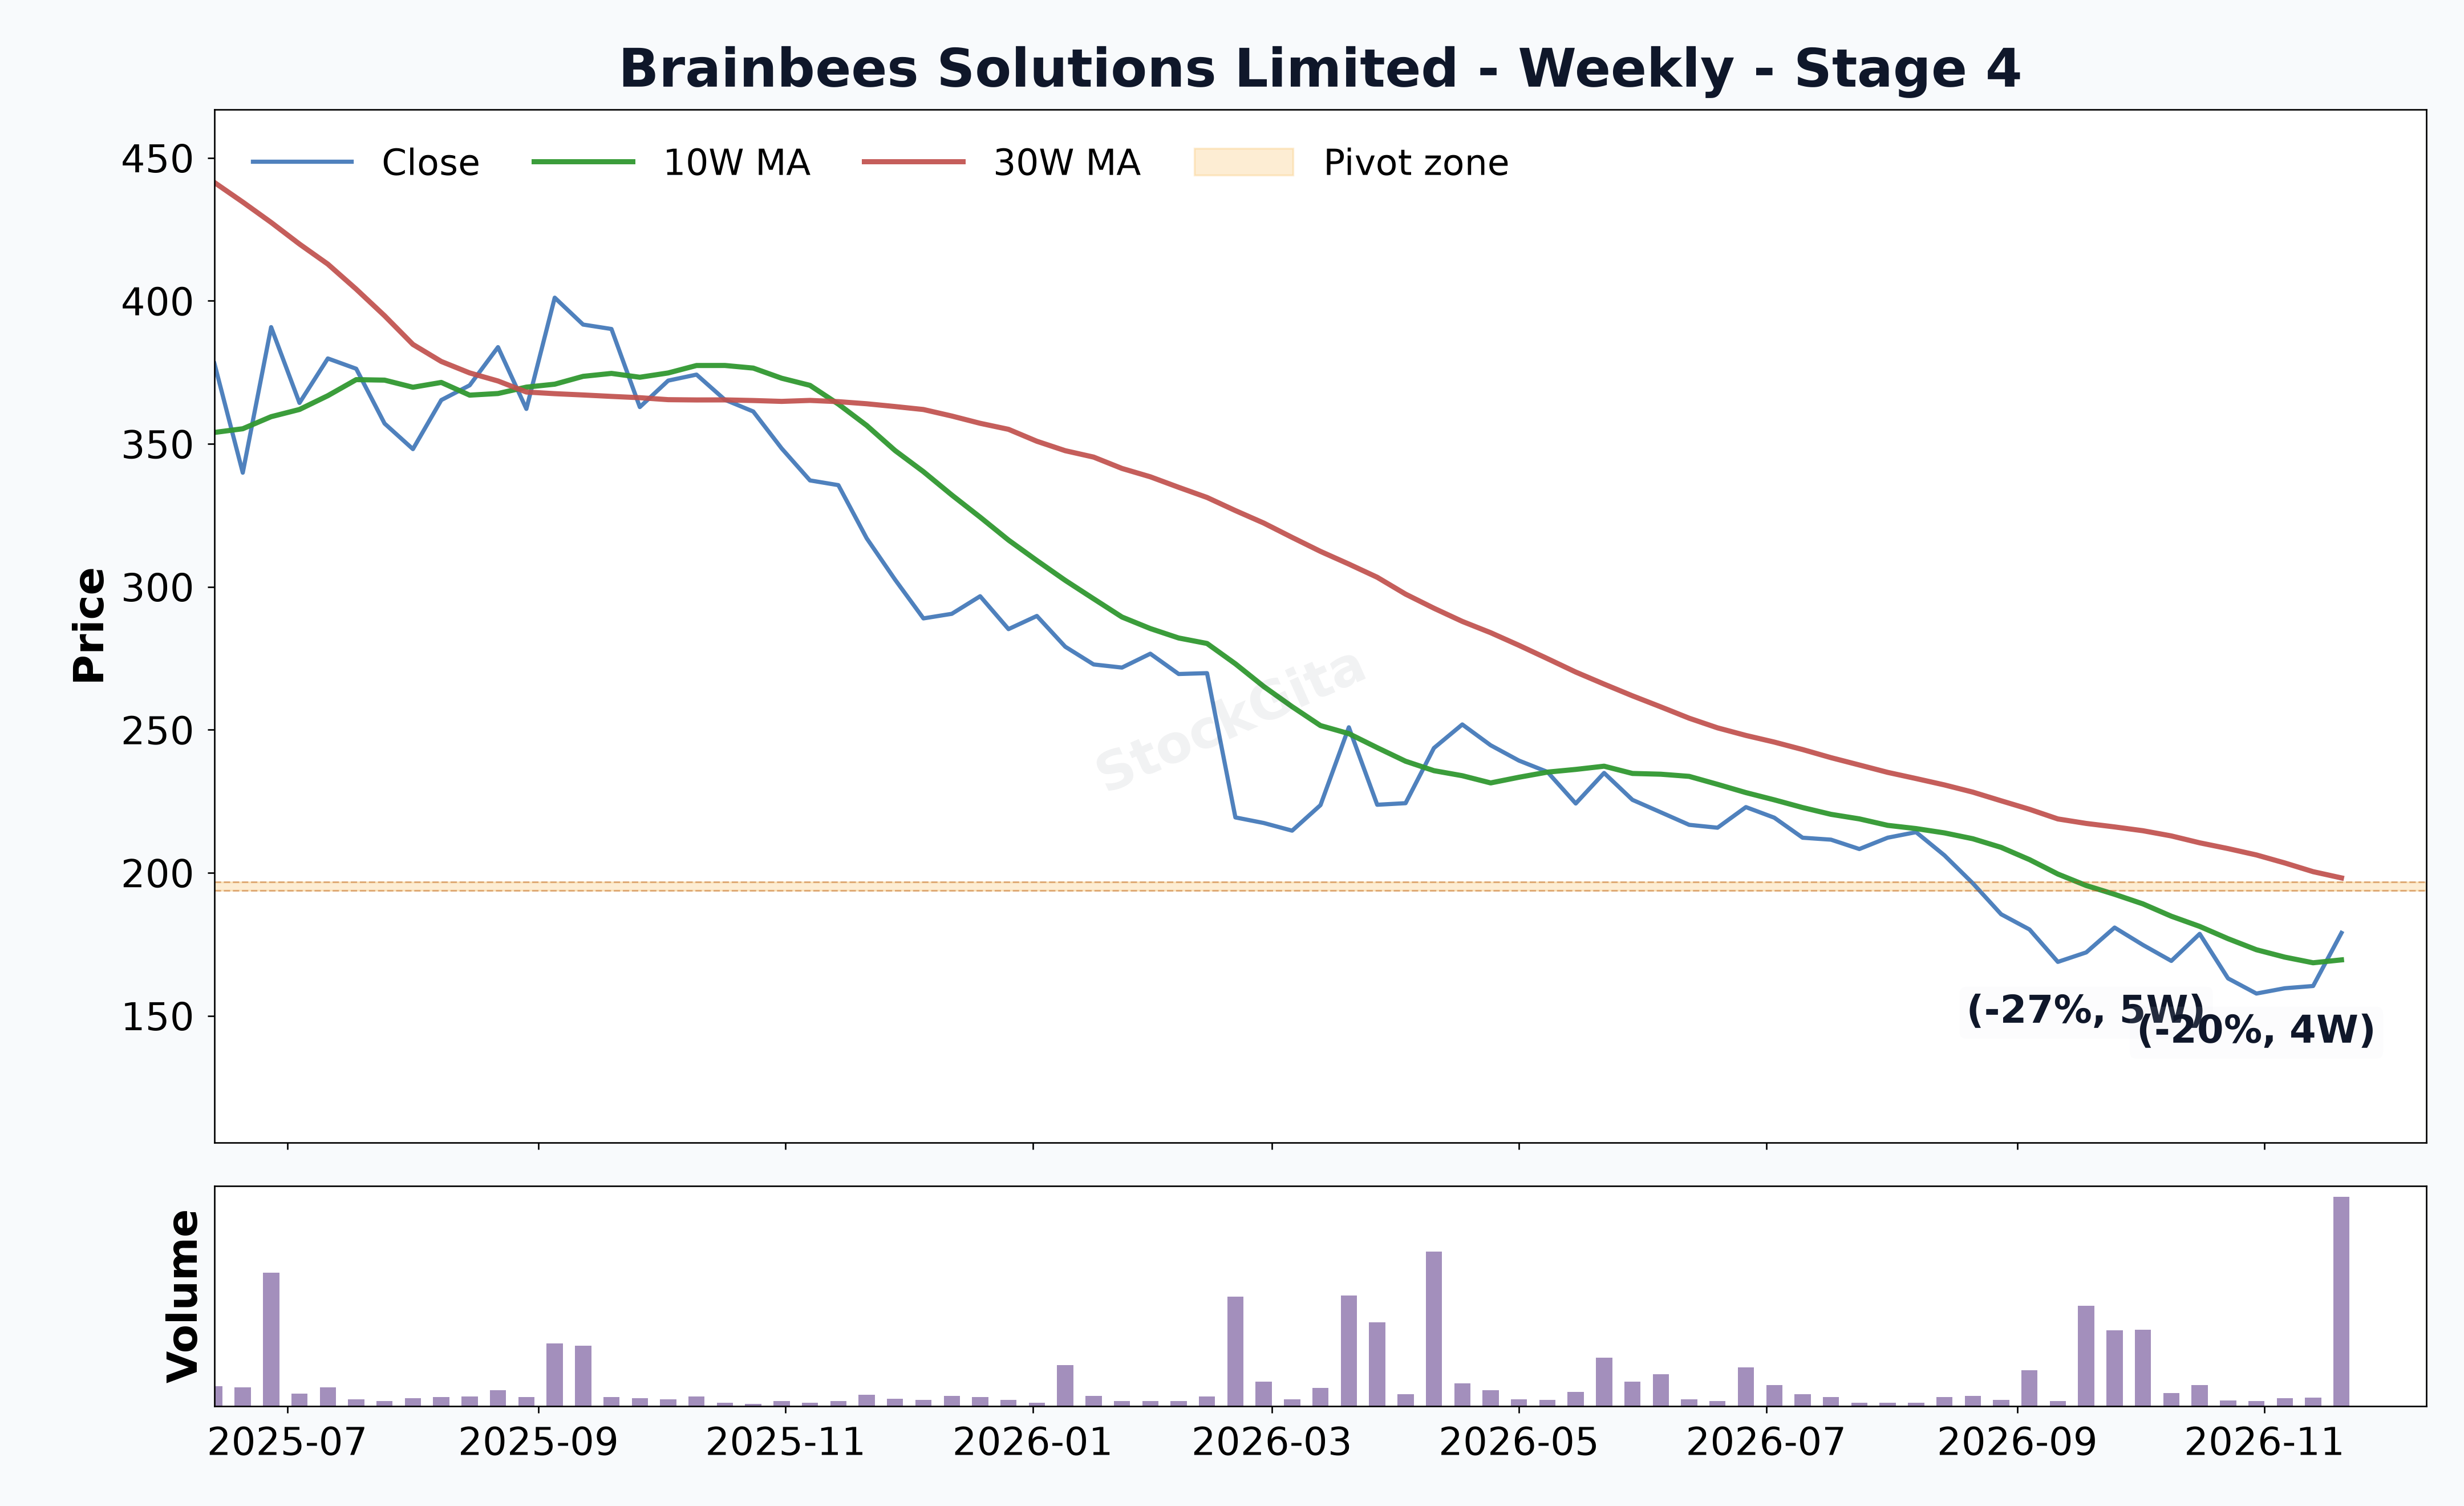 Brainbees Solutions Limited - Weekly - Stage 4
Close 10W MA 30W MA Pivot zone
Price
450
400
350
300
250
200
150
StockGita
(-27%, 5W)
(-20%, 4W)
Volume
2025-07 2025-09 2025-11 2026-01 2026-03 2026-05 2026-07 2026-09 2026-11